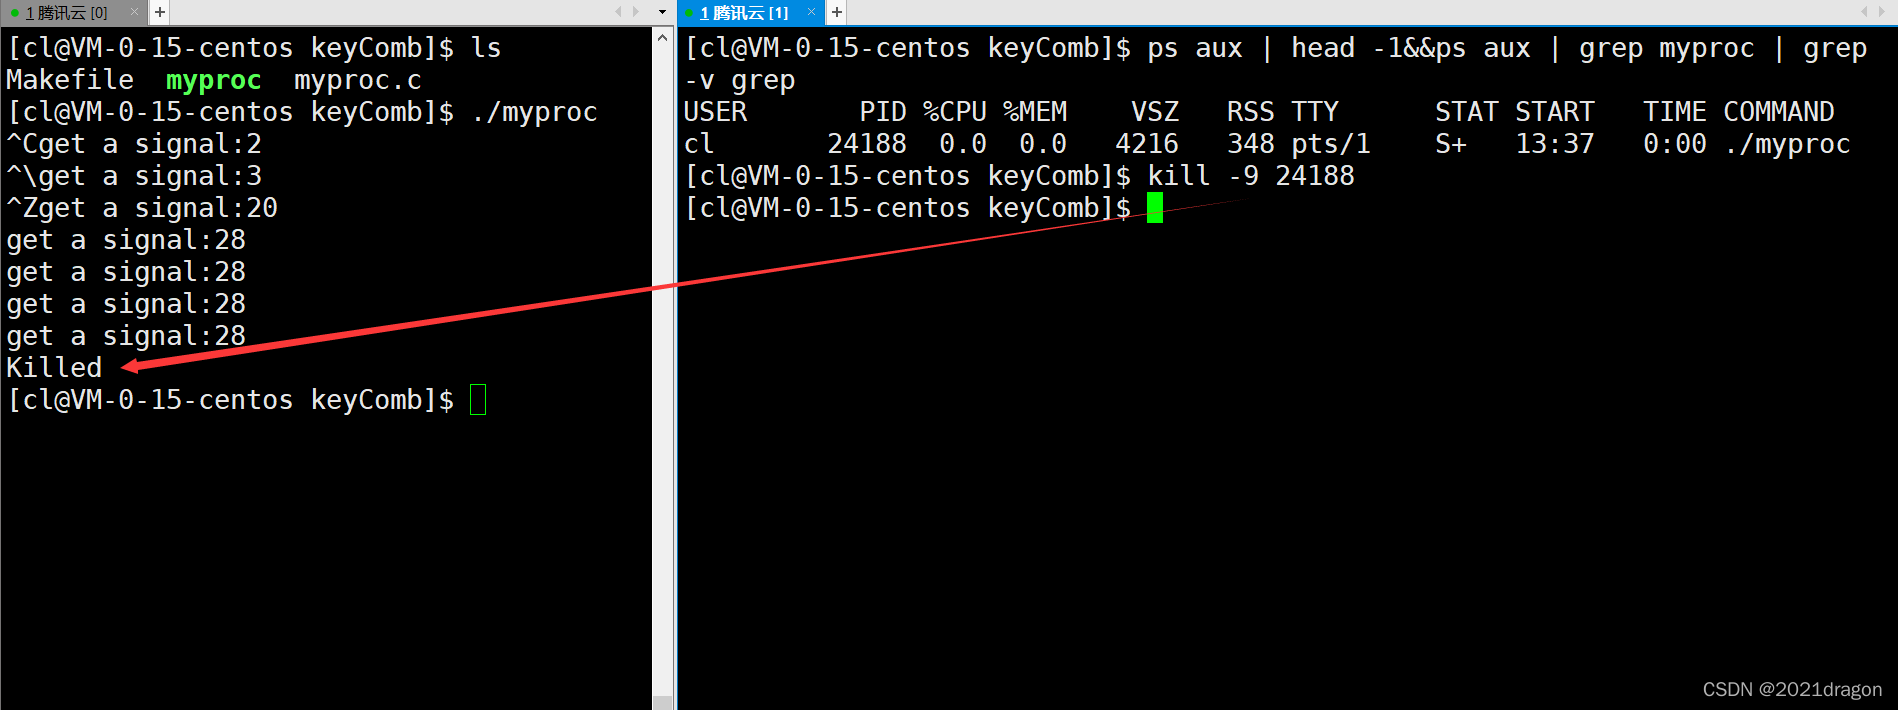 1 腾讯云 [0]
[cl@VM-0-15-centos keyComb]$ ls
Makefile  myproc  myproc.c
[cl@VM-0-15-centos keyComb]$ ./myproc
^Cget a signal:2
^\get a signal:3
^Zget a signal:20
get a signal:28
get a signal:28
get a signal:28
get a signal:28
Killed
[cl@VM-0-15-centos keyComb]$
1 腾讯云 [1]
[cl@VM-0-15-centos keyComb]$ ps aux | head -1&&ps aux | grep myproc | grep
-v grep
USER       PID %CPU %MEM    VSZ   RSS TTY      STAT START   TIME COMMAND
cl       24188  0.0  0.0   4216   348 pts/1    S+   13:37   0:00 ./myproc
[cl@VM-0-15-centos keyComb]$ kill -9 24188
[cl@VM-0-15-centos keyComb]$
CSDN @2021dragon